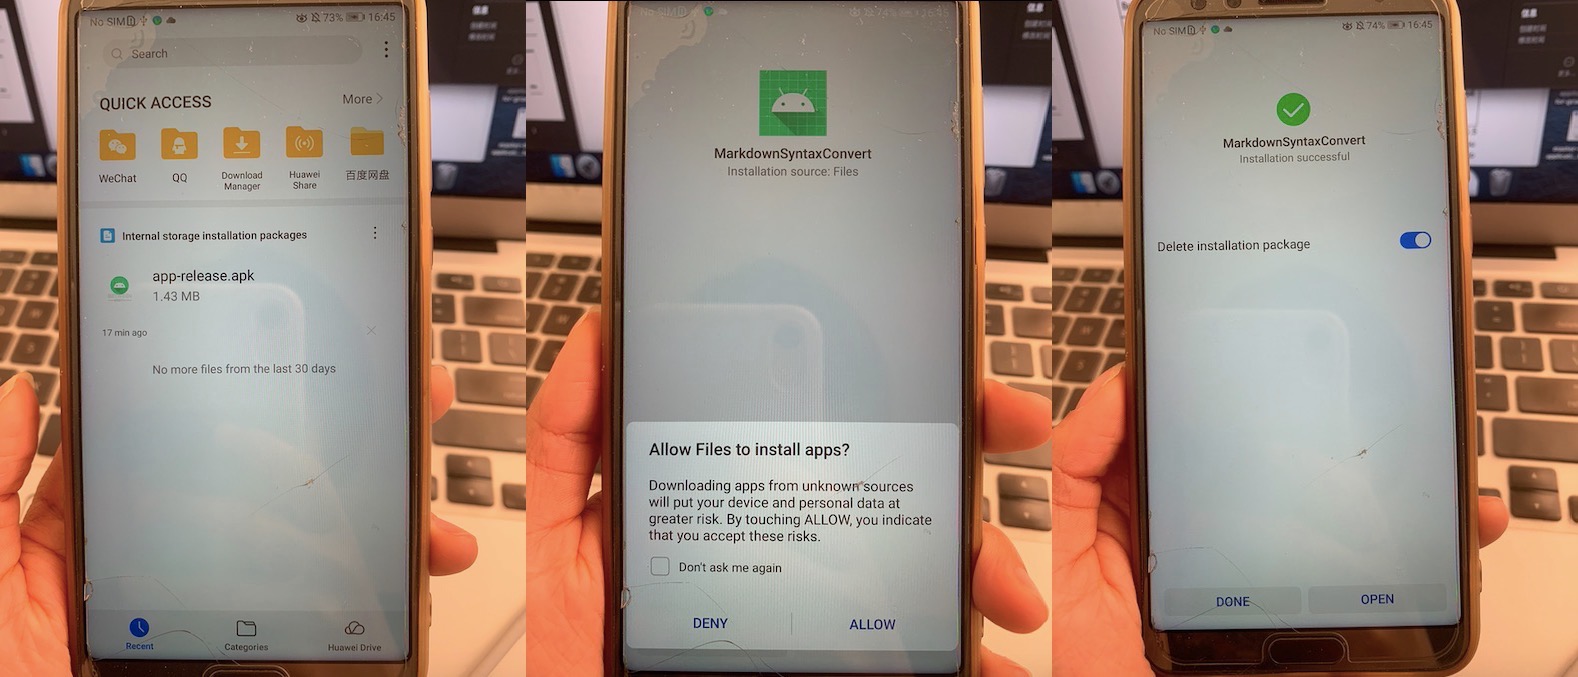 No SIM
73%
16:45
Search
QUICK ACCESS
More
WeChat
QQ
Download
Manager
Huawei
Share
百度网盘
Internal storage installation packages
app-release.apk
1.43 MB
17 min ago
No more files from the last 30 days
Recent
Categories
Huawei Drive
No SIM
74%
16:45
MarkdownSyntaxConvert
Installation source: Files
Allow Files to install apps?
Downloading apps from unknown sources
will put your device and personal data at
greater risk. By touching ALLOW, you indicate
that you accept these risks.
Don't ask me again
DENY
ALLOW
No SIM
74%
16:45
MarkdownSyntaxConvert
Installation successful
Delete installation package
DONE
OPEN